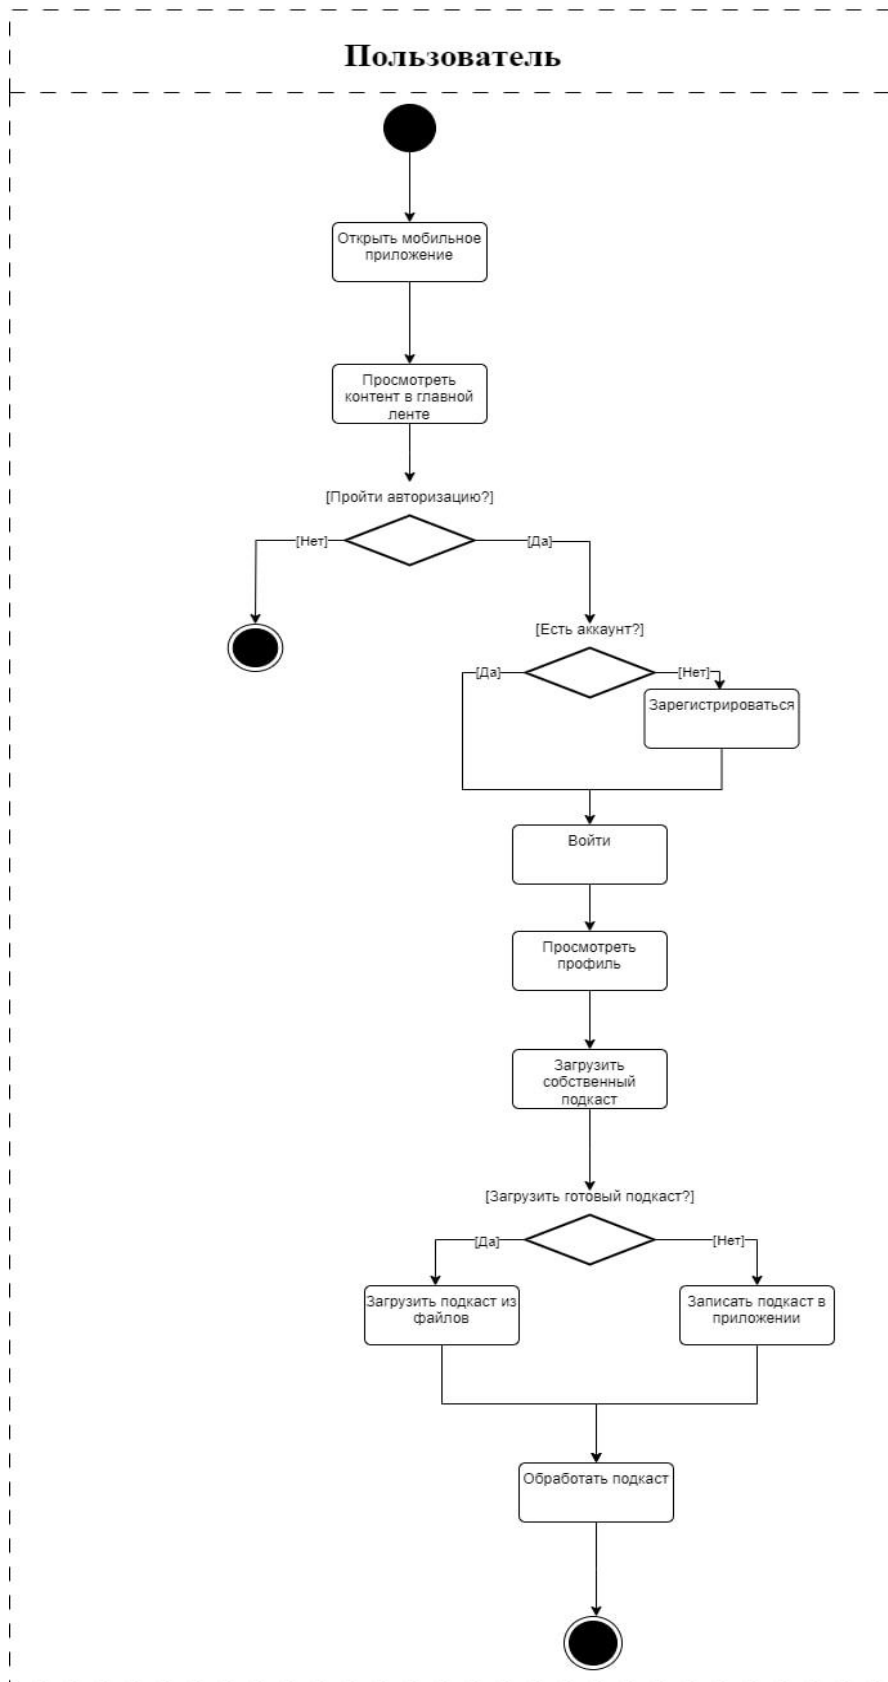 Пользователь
Открыть мобильное
приложение
Просмотреть
контент в главной
ленте
[Пройти авторизацию?]
[Нет]
[Да]
[Есть аккаунт?]
[Да]
[Нет]
Зарегистрироваться
Войти
Просмотреть
профиль
Загрузить
собственный
подкаст
[Загрузить готовый подкаст?]
[Да]
[Нет]
Загрузить подкаст из
файлов
Записать подкаст в
приложении
Обработать подкаст